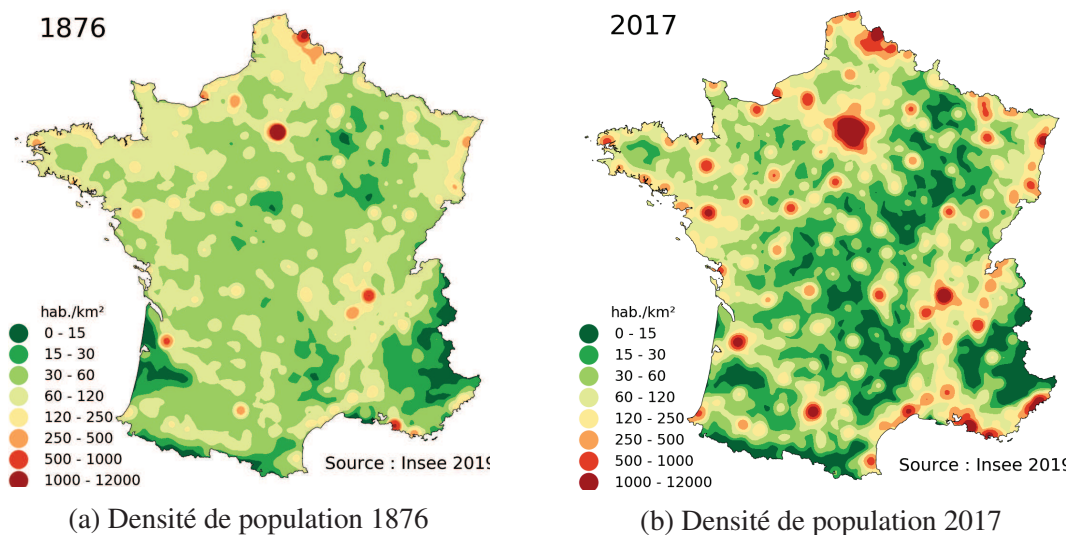 1876
hab./km²
0 - 15
15 - 30
30 - 60
60 - 120
120 - 250
250 - 500
500 - 1000
1000 - 12000
Source : Insee 2019
(a) Densité de population 1876
2017
hab./km²
0 - 15
15 - 30
30 - 60
60 - 120
120 - 250
250 - 500
500 - 1000
1000 - 12000
Source : Insee 2019
(b) Densité de population 2017